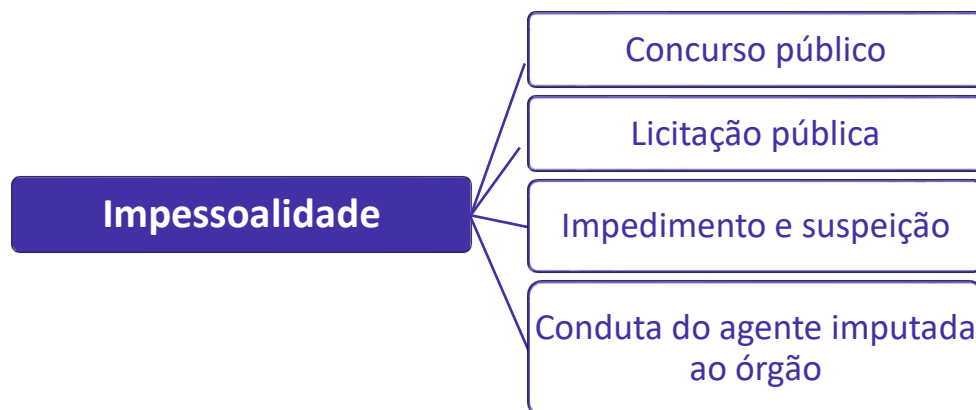 Concurso público
Licitação pública
Impessoalidade
Impedimento e suspeição
Conduta do agente imputada
ao órgão